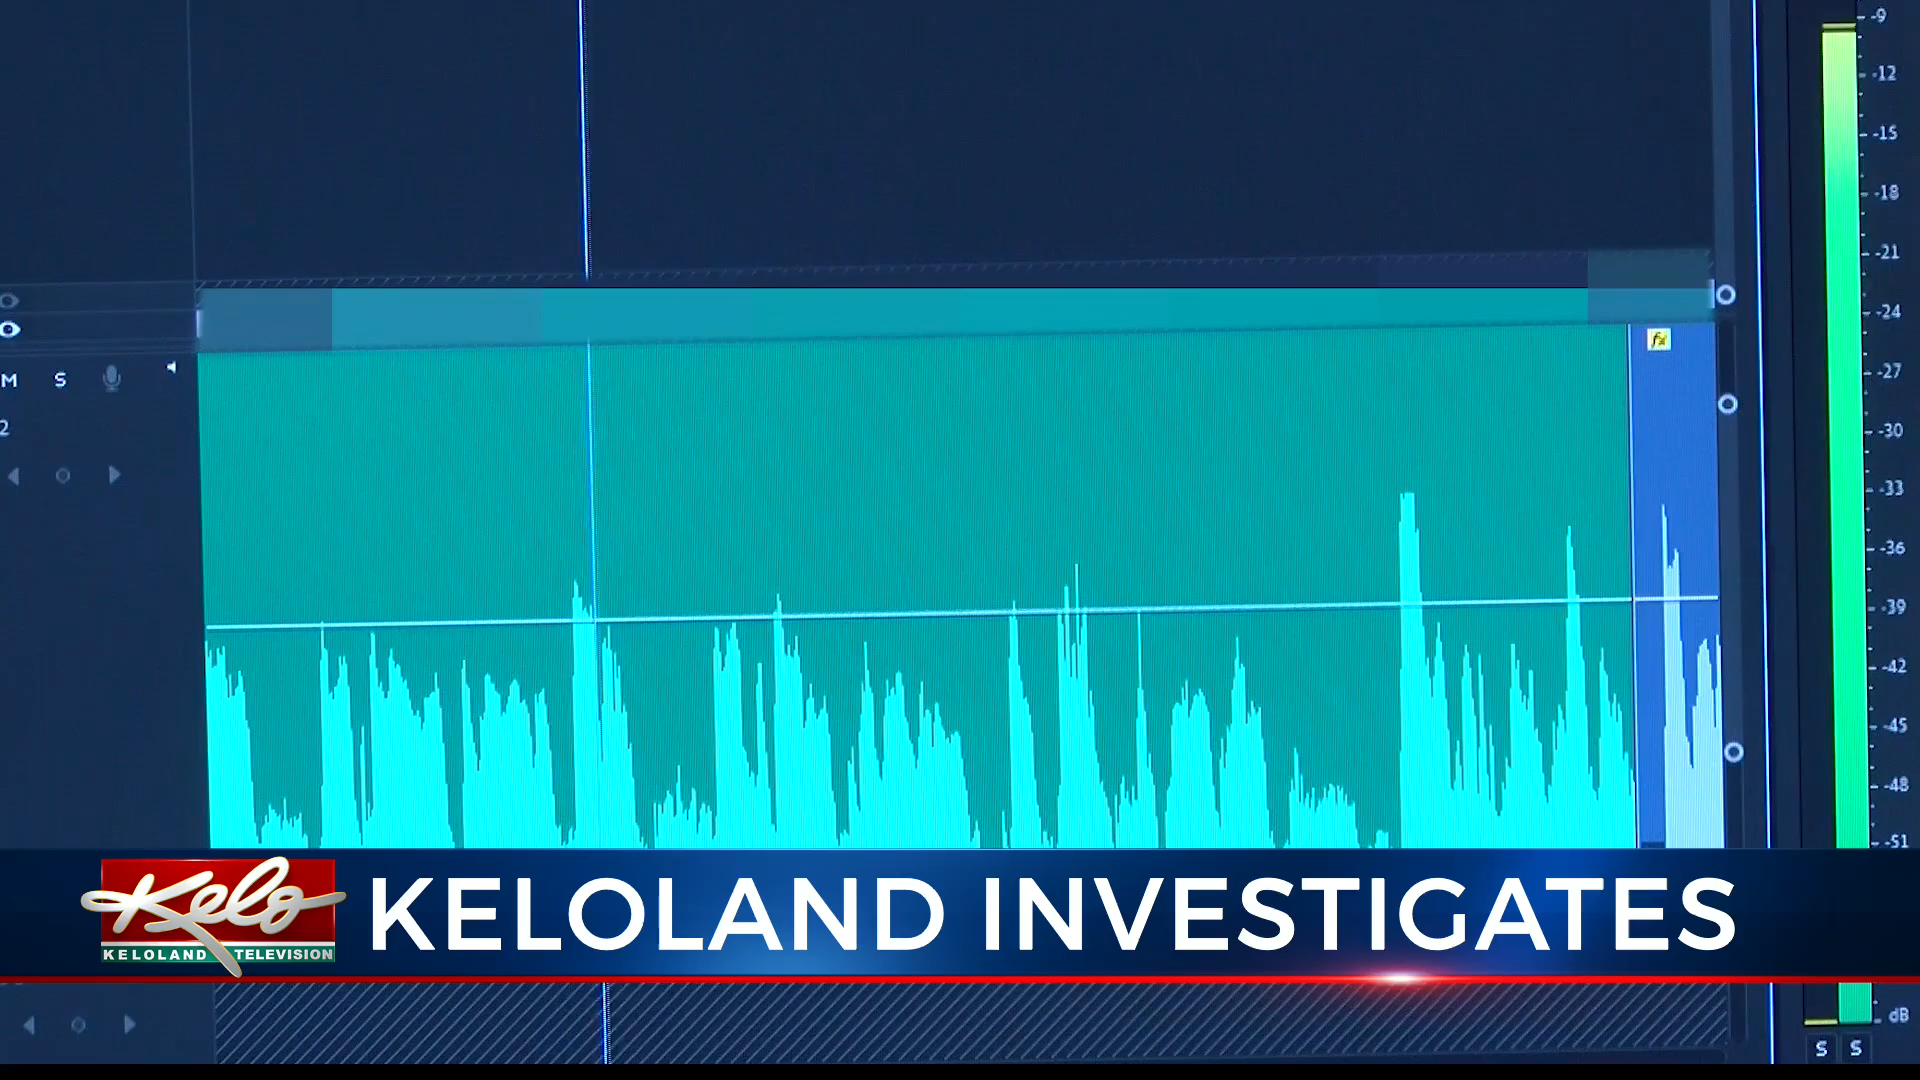 -9
-12
-15
-18
-21
-24
fx
-27
M S
2
-30
-33
-36
-39
-42
-45
-48
-51
Kelo
KELOLAND TELEVISION
KELOLAND INVESTIGATES
dB
S S